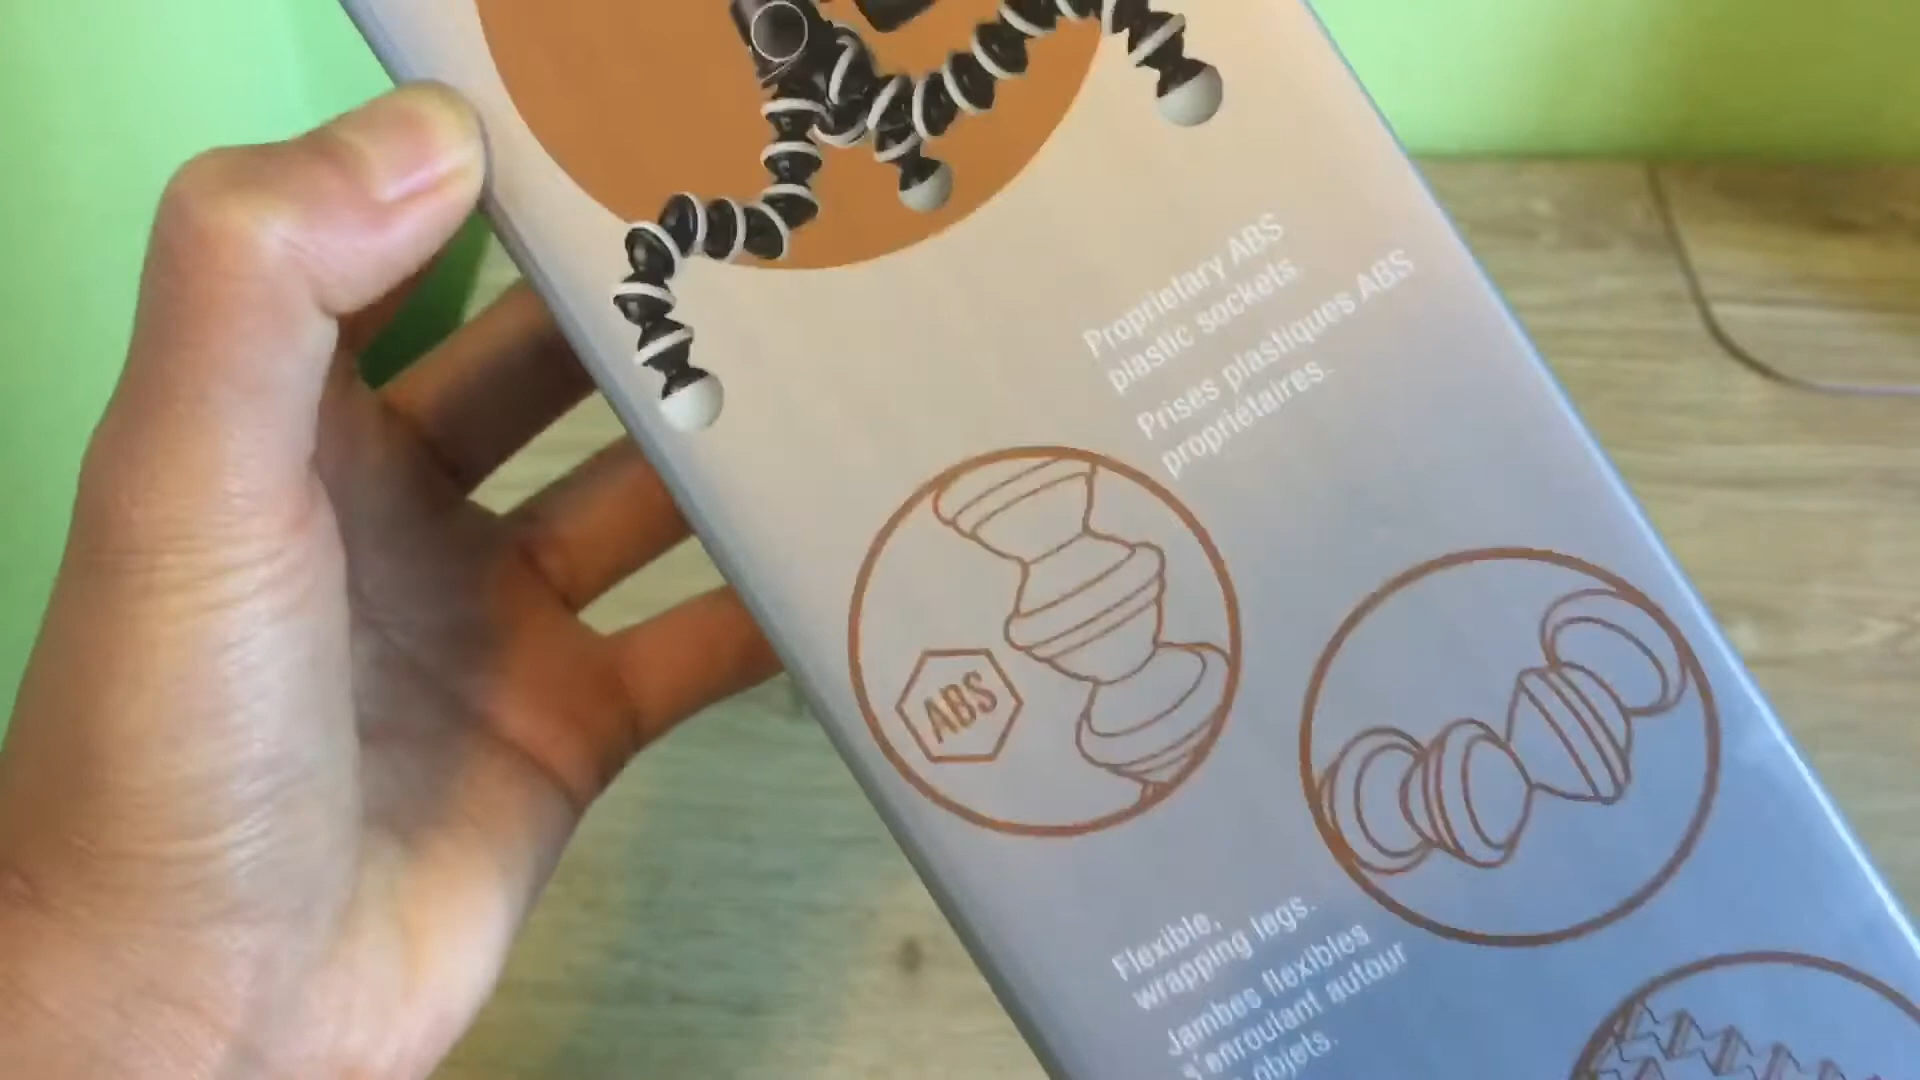 Proprietary ABS
plastic sockets.
Prises plastiques ABS
propriétaires.
ABS
Flexible,
wrapping legs.
Jambes flexibles
s'enroulant autour
objets.